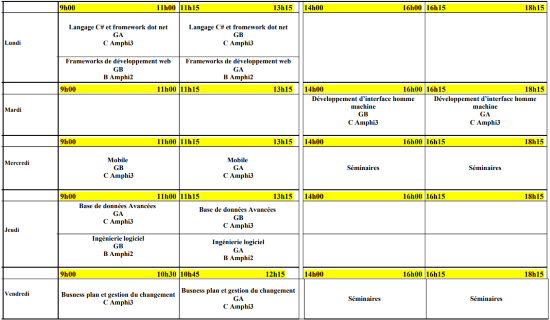 9h00 11h00 11h15 13h15 14h00 16h00 16h15 18h15
Lundi
Langage C# et fromework dot net
GA
C Amphi3
Langage C# et fromework dot net
GB
C Amphi3
Frameworks de développement web
GB
B Amphi2
Frameworks de développement web
GA
B Amphi2
9h00 11h00 11h15 13h15 14h00 16h00 16h15 18h15
Mardi
Développement d'interface homme
machine
GB
C Amphi3
Développement d'interface homme
machine
GA
C Amphi3
9h00 11h00 11h15 13h15 14h00 16h00 16h15 18h15
Mercredi
Mobile
GB
C Amphi3
Mobile
GA
C Amphi3
Séminaires
Séminaires
9h00 11h00 11h15 13h15 14h00 16h00 16h15 18h15
Jeudi
Base de données Avancées
GA
C Amphi3
Base de données Avancées
GB
C Amphi3
Ingénierie logiciel
GB
B Amphi2
Ingénierie logiciel
GA
B Amphi2
9h00 10h30 10h45 12h15 14h00 16h00 16h15 18h15
Vendredi
Busness plan et gestion du changement
C Amphi3
Busness plan et gestion du changement
GA
C Amphi3
Séminaires
Séminaires